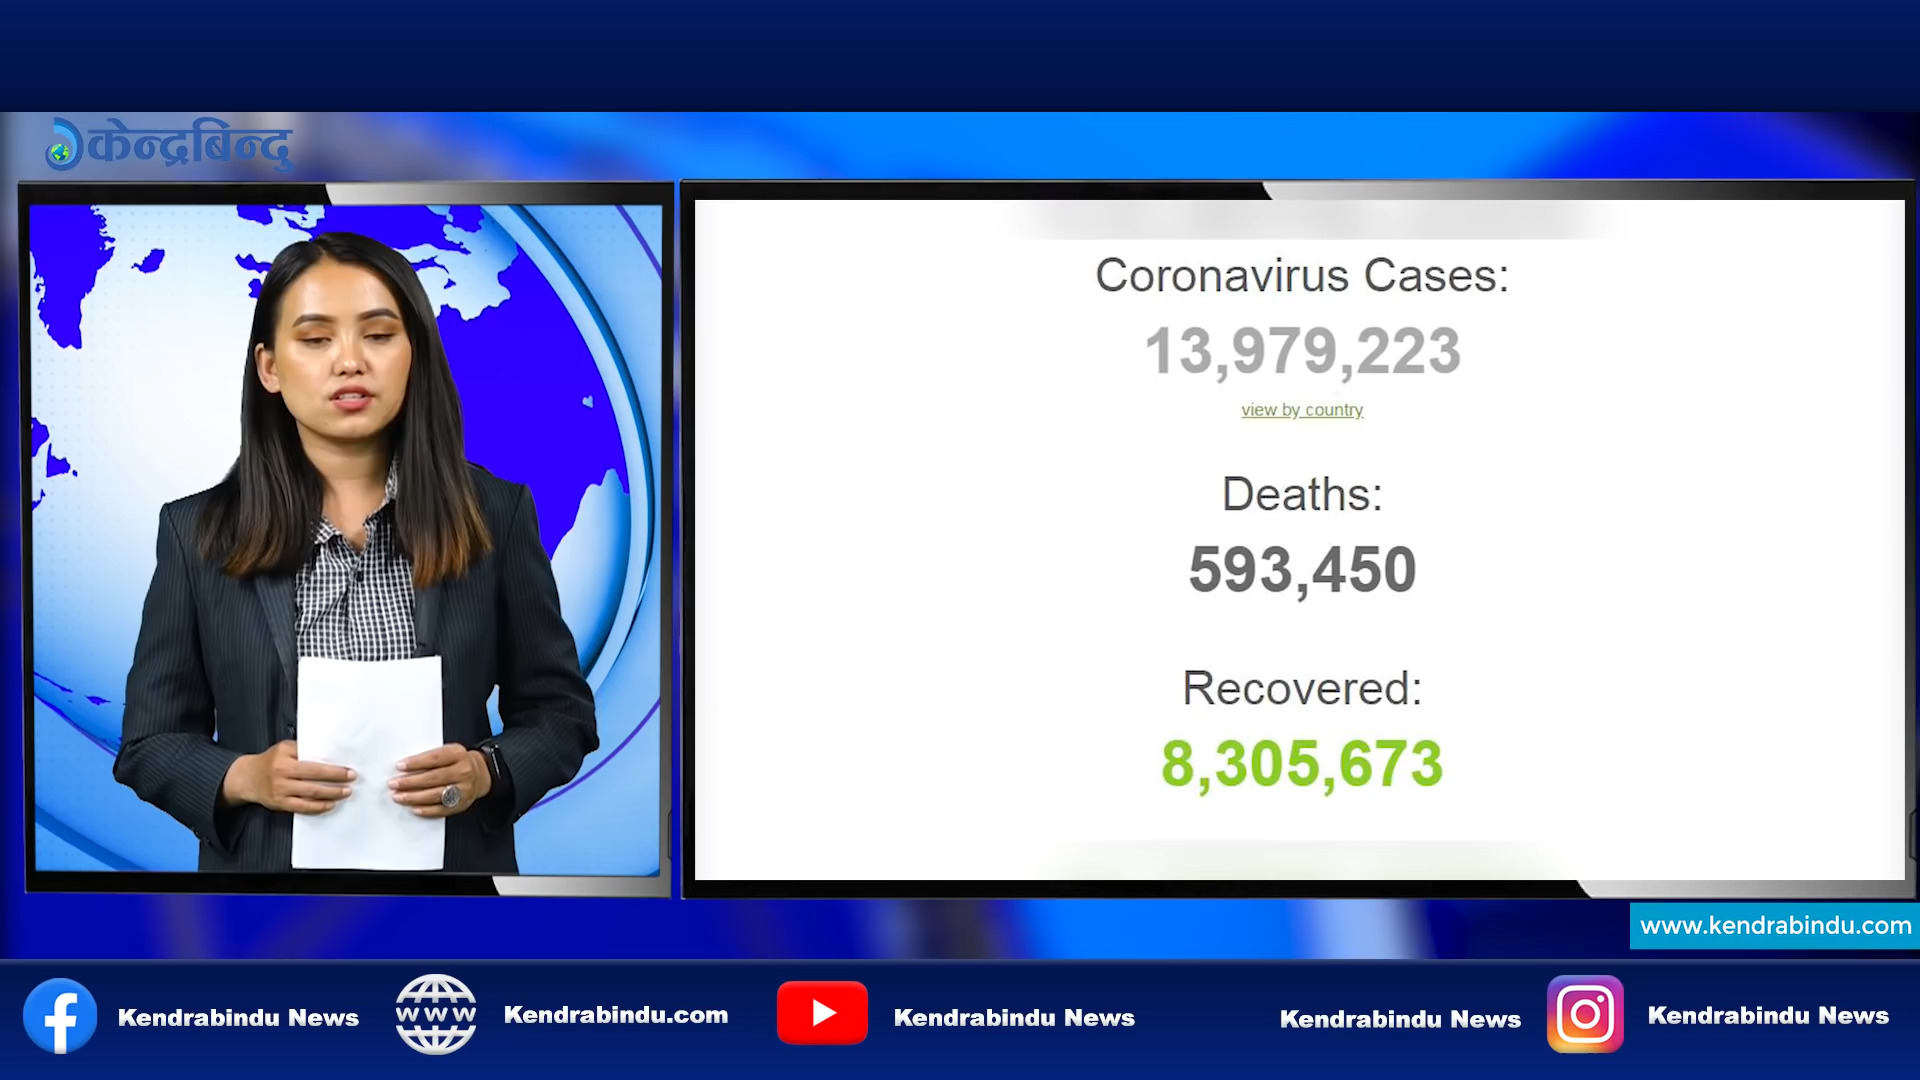 केन्द्रबिन्दु
Coronavirus Cases:
13,979,223
view by country
Deaths:
593,450
Recovered:
8,305,673
www.kendrabindu.com
f Kendrabindu News
www Kendrabindu.com
Kendrabindu News
Kendrabindu News
Kendrabindu News